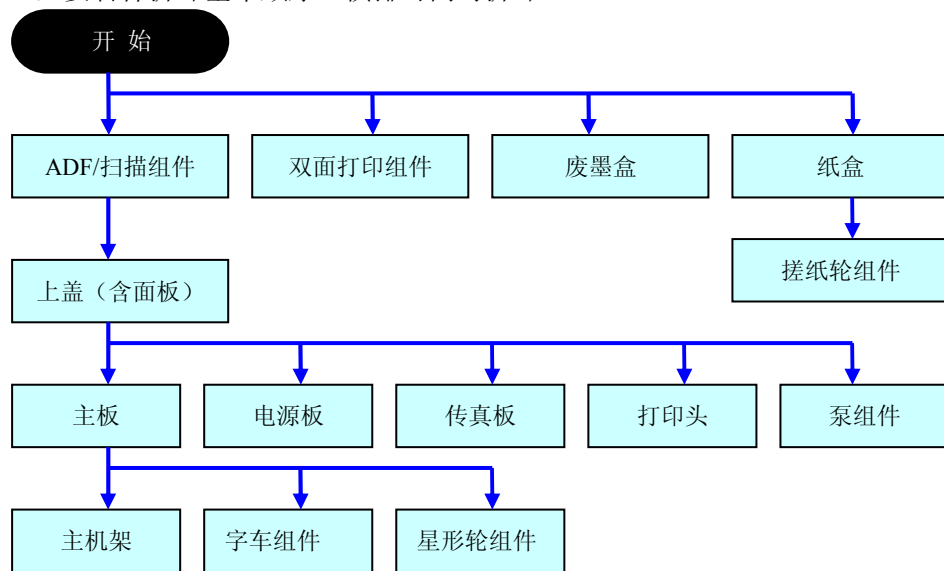 开 始
ADF/扫描组件
双面打印组件
废墨盒
纸盒
搓纸轮组件
上盖（含面板）
主板
电源板
传真板
打印头
泵组件
主机架
字车组件
星形轮组件